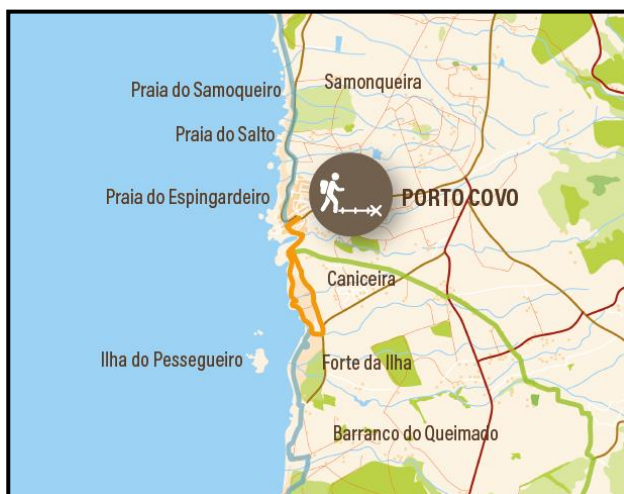 Praia do Samoqueiro
Samonqueira
Praia do Salto
Praia do Espingardeiro
PORTO COVO
Caniceira
Ilha do Pessegueiro
Forte da Ilha
Barranco do Queimado